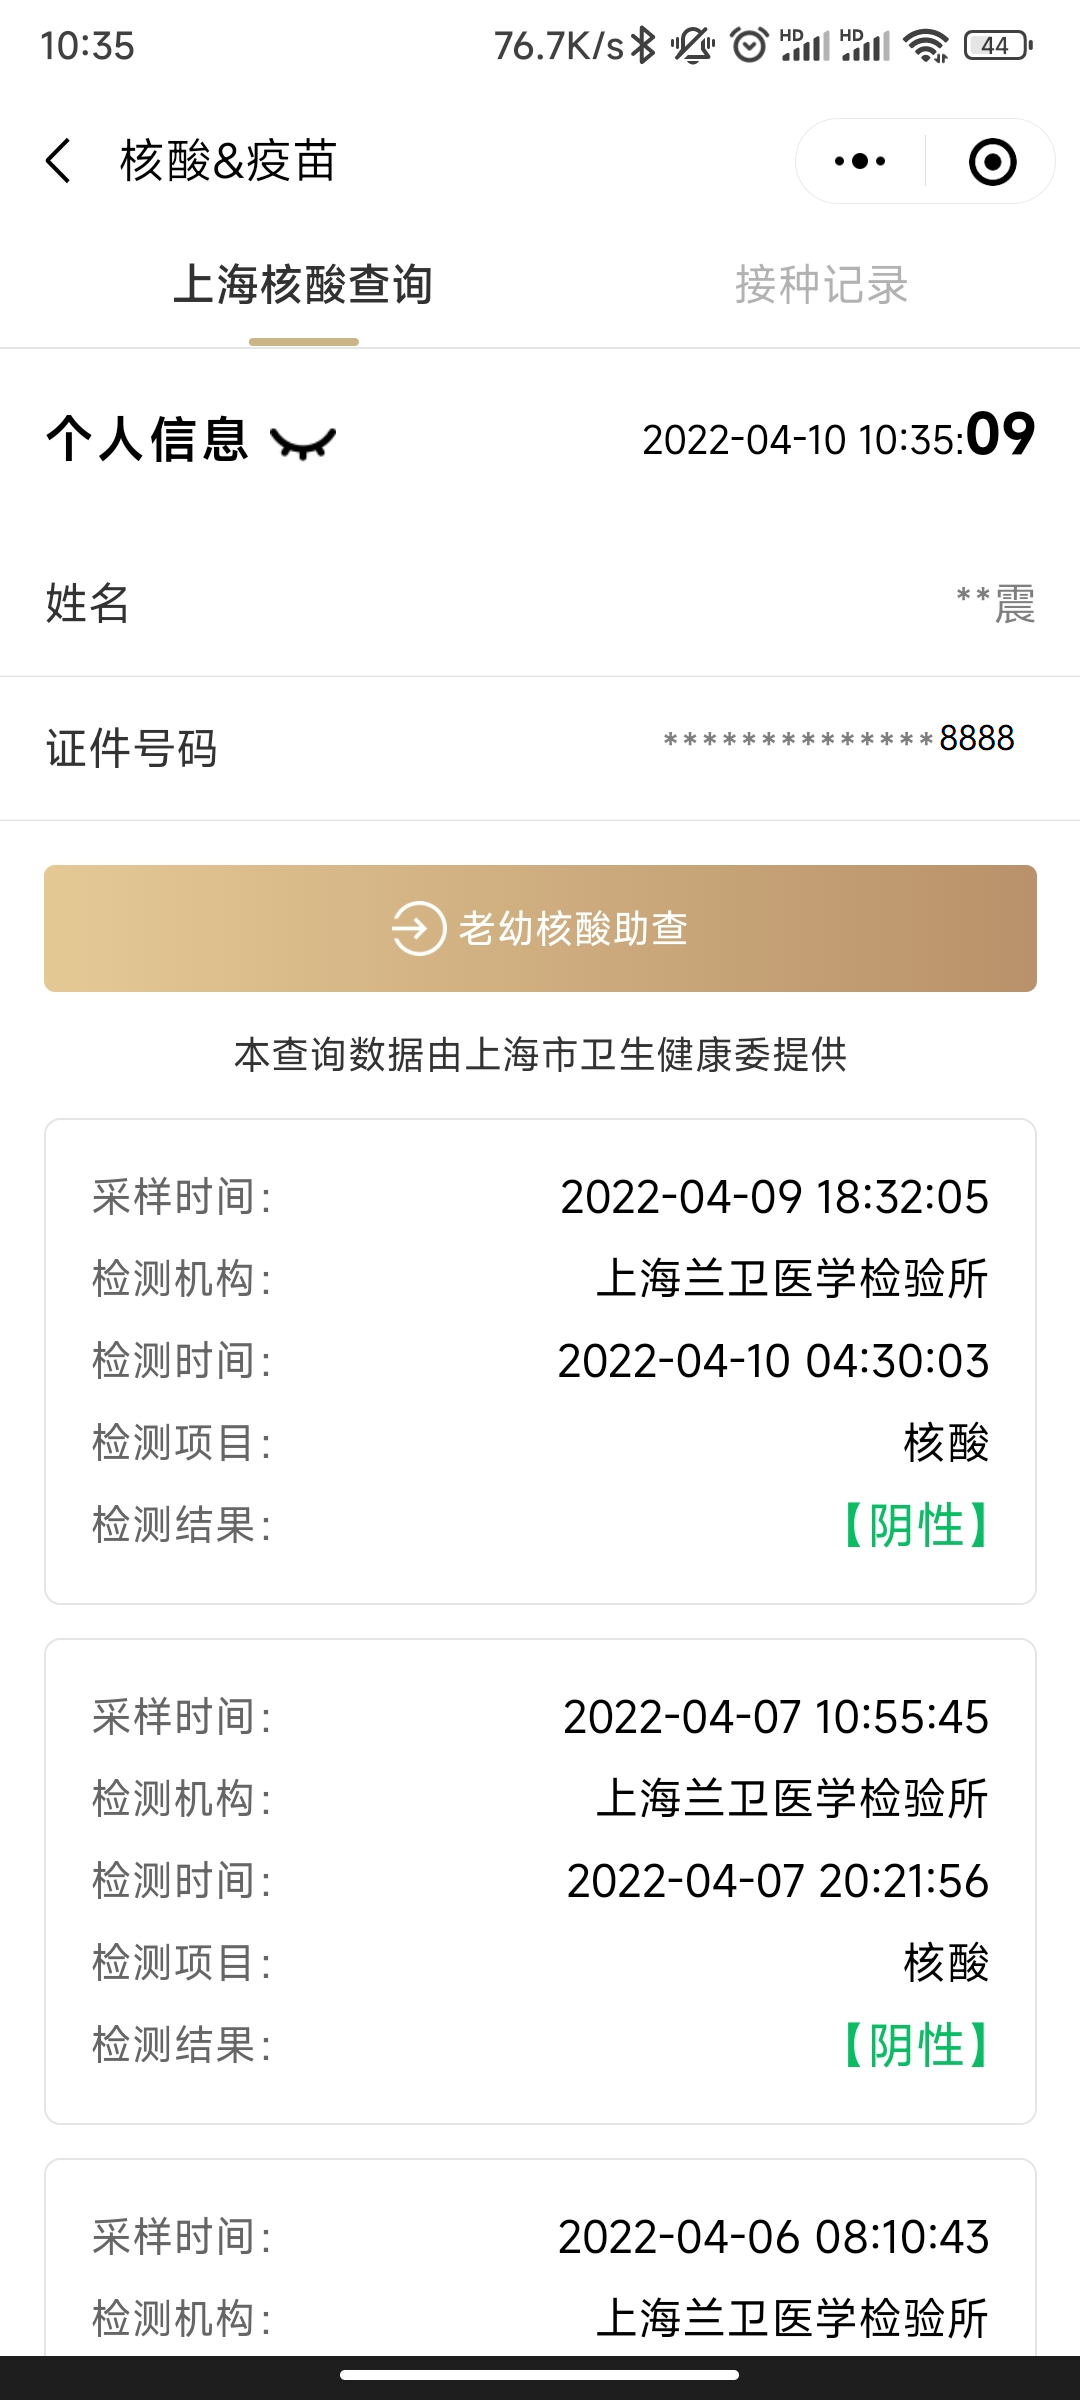 10:35 76.7K/s HD HD 44
核酸&疫苗
上海核酸查询 接种记录
个人信息 2022-04-10 10:35:09
姓名 **震
证件号码 **************8888
老幼核酸助查
本查询数据由上海市卫生健康委提供
采样时间: 2022-04-09 18:32:05
检测机构: 上海兰卫医学检验所
检测时间: 2022-04-10 04:30:03
检测项目: 核酸
检测结果: 【阴性】
采样时间: 2022-04-07 10:55:45
检测机构: 上海兰卫医学检验所
检测时间: 2022-04-07 20:21:56
检测项目: 核酸
检测结果: 【阴性】
采样时间: 2022-04-06 08:10:43
检测机构: 上海兰卫医学检验所